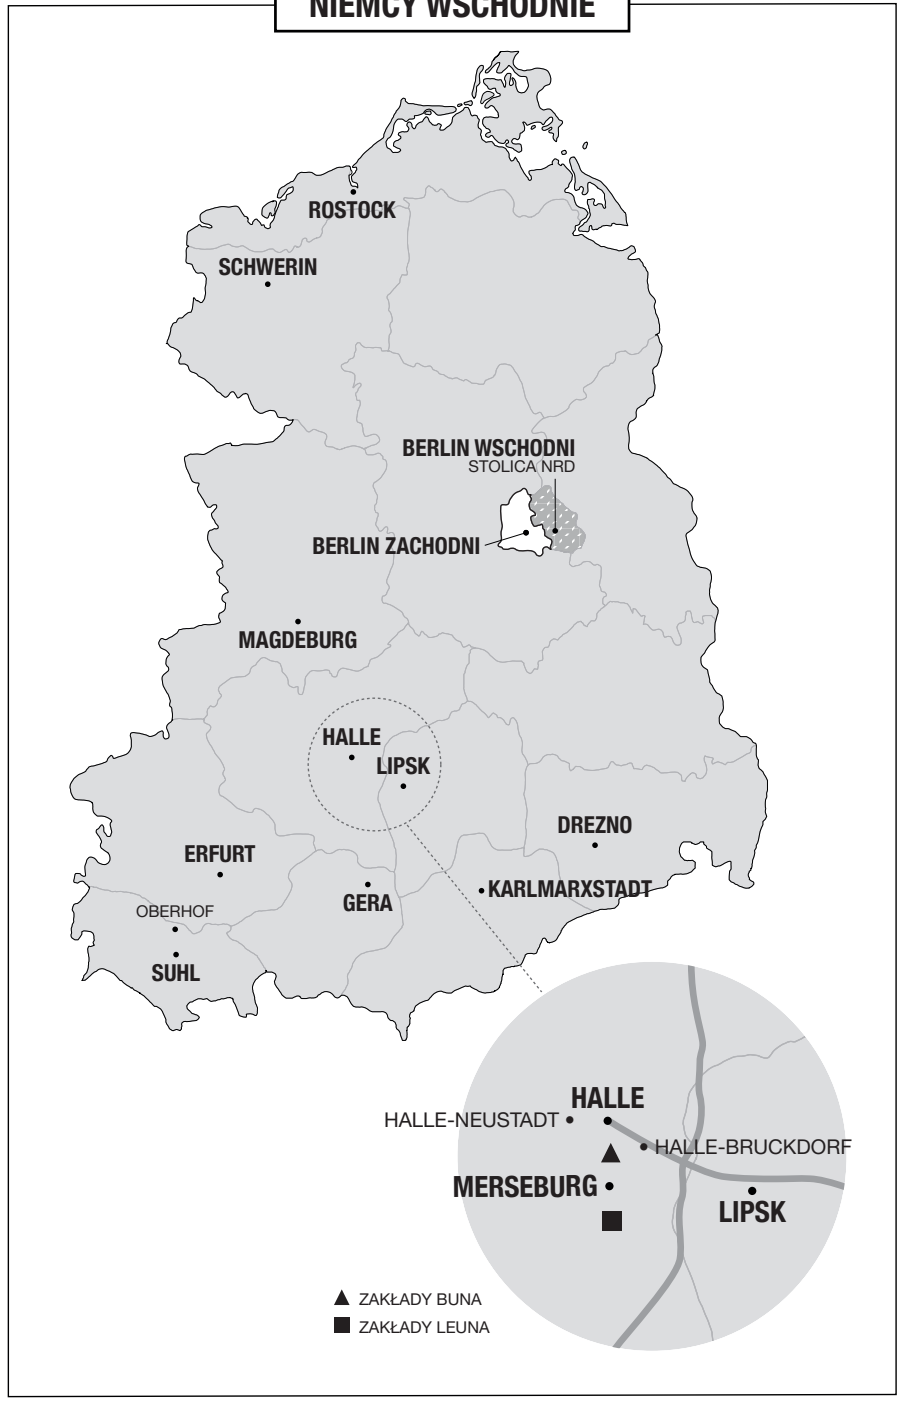 NIEMCY WSCHODNIE
ROSTOCK
SCHWERIN
BERLIN WSCHODNI
STOLICA NRD
BERLIN ZACHODNI
MAGDEBURG
HALLE
LIPSK
DREZNO
ERFURT
KARLMARXSTADT
GERA
OBERHOF
SUHL
HALLE
HALLE-NEUSTADT
HALLE-BRUCKDORF
MERSEBURG
LIPSK
ZAKŁADY BUNA
ZAKŁADY LEUNA